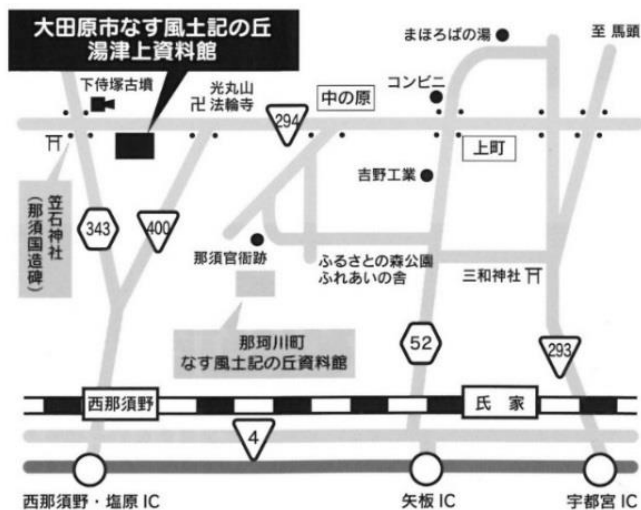 大田原市なす風土記の丘
湯津上資料館
まほろばの湯
至 馬頭
下侍塚古墳
光丸山
法輪寺
中の原
コンビニ
294
上町
吉野工業
笠石神社
(那須国造碑)
343
400
那須官衙跡
ふるさとの森公園
ふれあいの舎
三和神社
那珂川町
なす風土記の丘資料館
52
293
西那須野
氏家
4
西那須野・塩原 IC
矢板 IC
宇都宮 IC